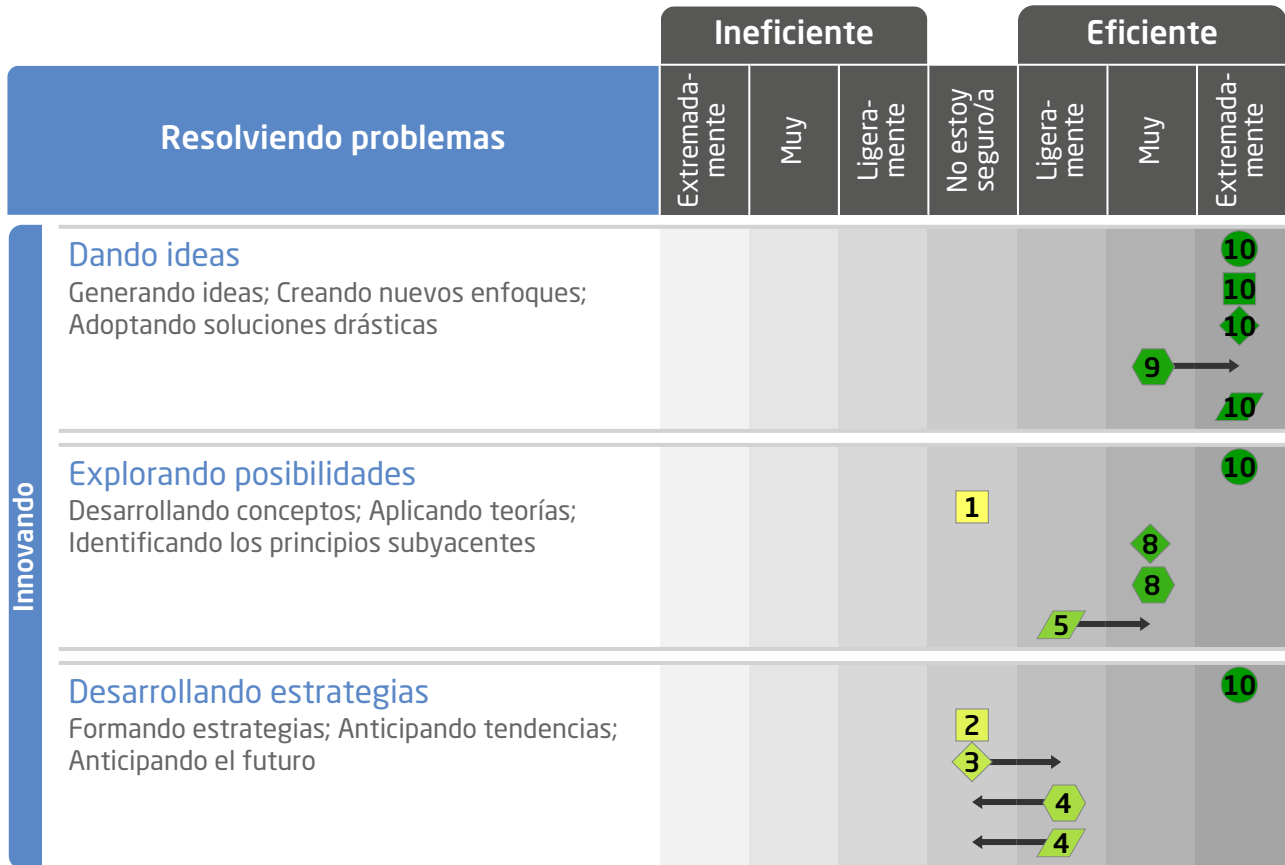 Ineficiente
Eficiente
Resolviendo problemas
Extremada-
mente
Muy
Ligera-
mente
No estoy
seguro/a
Ligera-
mente
Muy
Extremada-
mente
Innovando
Dando ideas
Generando ideas; Creando nuevos enfoques;
Adoptando soluciones drásticas
10
10
10
9
10
Explorando posibilidades
Desarrollando conceptos; Aplicando teorías;
Identificando los principios subyacentes
10
1
8
8
5
Desarrollando estrategias
Formando estrategias; Anticipando tendencias;
Anticipando el futuro
10
2
3
4
4